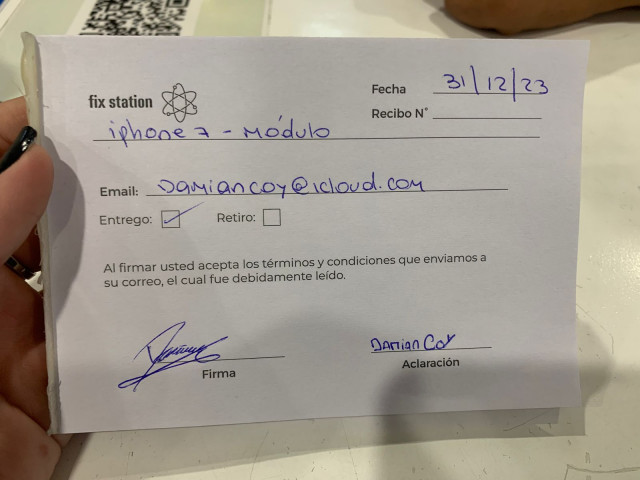 fix station
Fecha 31/12/23
Recibo N°
iphone 7 - Módulo
Email: Damiancoy@icloud.com
Entrego: Retiro:
Al firmar usted acepta los términos y condiciones que enviamos a
su correo, el cual fue debidamente leído.
Damian Coy
Firma Aclaración